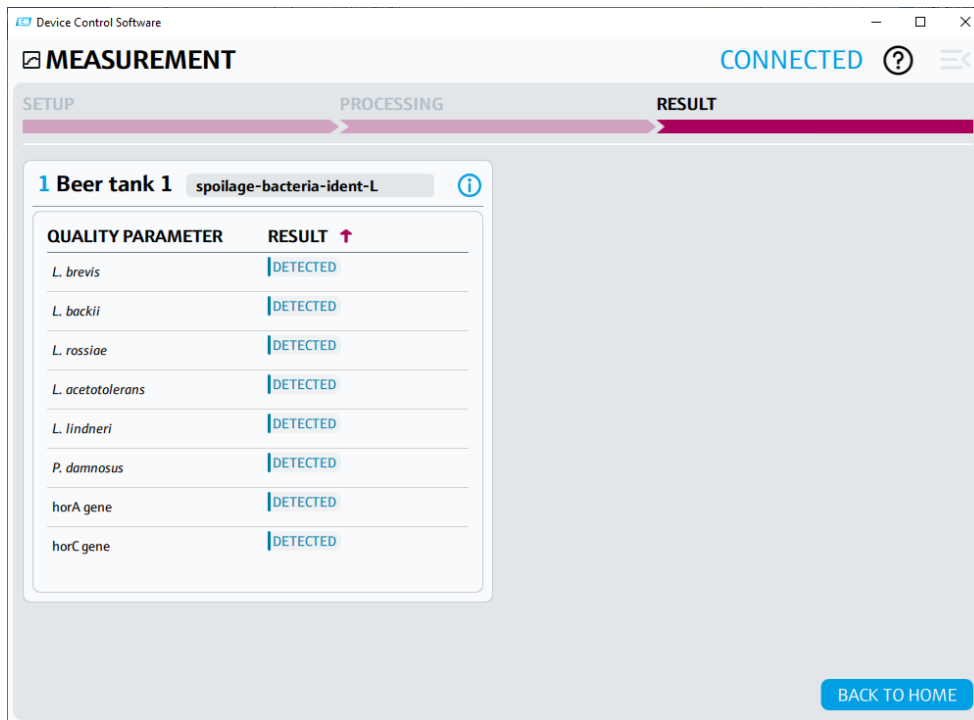 Device Control Software
MEASUREMENT
CONNECTED
SETUP
PROCESSING
RESULT
1 Beer tank 1 spoilage-bacteria-ident-L
QUALITY PARAMETER RESULT
L. brevis DETECTED
L. backii DETECTED
L. rossiae DETECTED
L. acetotolerans DETECTED
L. lindneri DETECTED
P. damnosus DETECTED
horA gene DETECTED
horC gene DETECTED
BACK TO HOME